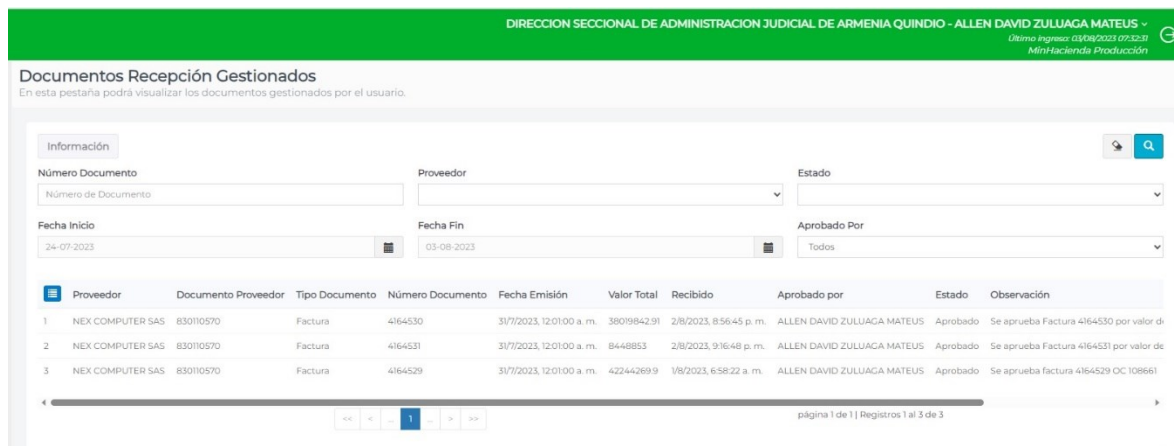 DIRECCION SECCIONAL DE ADMINISTRACION JUDICIAL DE ARMENIA QUINDIO - ALLEN DAVID ZULUAGA MATEUS
Último ingreso: 03/08/2023 07:32:31
MinHacienda Producción
Documentos Recepción Gestionados
En esta pestaña podrá visualizar los documentos gestionados por el usuario.
Información
Número Documento Proveedor Estado
Número de Documento
Fecha Inicio Fecha Fin Aprobado Por
24-07-2023 03-08-2023 Todos
Proveedor Documento Proveedor Tipo Documento Número Documento Fecha Emisión Valor Total Recibido Aprobado por Estado Observación
1 NEX COMPUTER SAS 830110570 Factura 4164530 31/7/2023, 12:01:00 a. m. 38019842.91 2/8/2023, 8:56:45 p. m. ALLEN DAVID ZULUAGA MATEUS Aprobado Se aprueba Factura 4164530 por valor d
2 NEX COMPUTER SAS 830110570 Factura 4164531 31/7/2023, 12:01:00 a. m. 8448853 2/8/2023, 9:16:48 p. m. ALLEN DAVID ZULUAGA MATEUS Aprobado Se aprueba Factura 4164531 por valor de
3 NEX COMPUTER SAS 830110570 Factura 4164529 31/7/2023, 12:01:00 a. m. 42244269.9 1/8/2023, 6:58:22 a. m. ALLEN DAVID ZULUAGA MATEUS Aprobado Se aprueba factura 4164529 OC 108661
<< < ... 1 ... > >> página 1 de 1 | Registros 1 al 3 de 3